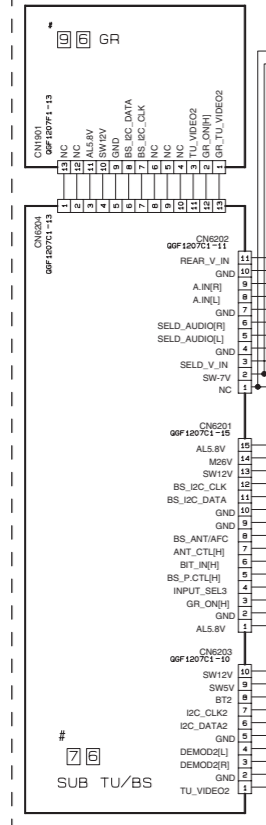 #
9 6 GR
CN1901
QGF1207F1-13
NC
NC
AL5.8V
SW12V
GND
BS_I2C_DATA
BS_I2C_CLK
NC
NC
NC
TU_VIDEO2
GR_ON[H]
GR_TU_VIDEO2
13 12 11 10 9 8 7 6 5 4 3 2 1
1 2 3 4 5 6 7 8 9 10 11 12 13
CN6204
QGF1207C1-13
CN6202
QGF1207C1-11
REAR_V_IN 11
GND 10
A.IN[R] 9
A.IN[L] 8
GND 7
SELD_AUDIO[R] 6
SELD_AUDIO[L] 5
GND 4
SELD_V_IN 3
SW-7V 2
NC 1
CN6201
QGF1207C1-15
AL5.8V 15
M26V 14
SW12V 13
BS_I2C_CLK 12
BS_I2C_DATA 11
GND 10
GND 9
BS_ANT/AFC 8
ANT_CTL[H] 7
BIT_IN[H] 6
BS_P.CTL[H] 5
INPUT_SEL3 4
GR_ON[H] 3
GND 2
AL5.8V 1
CN6203
QGF1207C1-10
SW12V 10
SW5V 9
BT2 8
I2C_CLK2 7
I2C_DATA2 6
GND 5
DEMOD2[L] 4
DEMOD2[R] 3
GND 2
TU_VIDEO2 1
#
7 6
SUB TU/BS